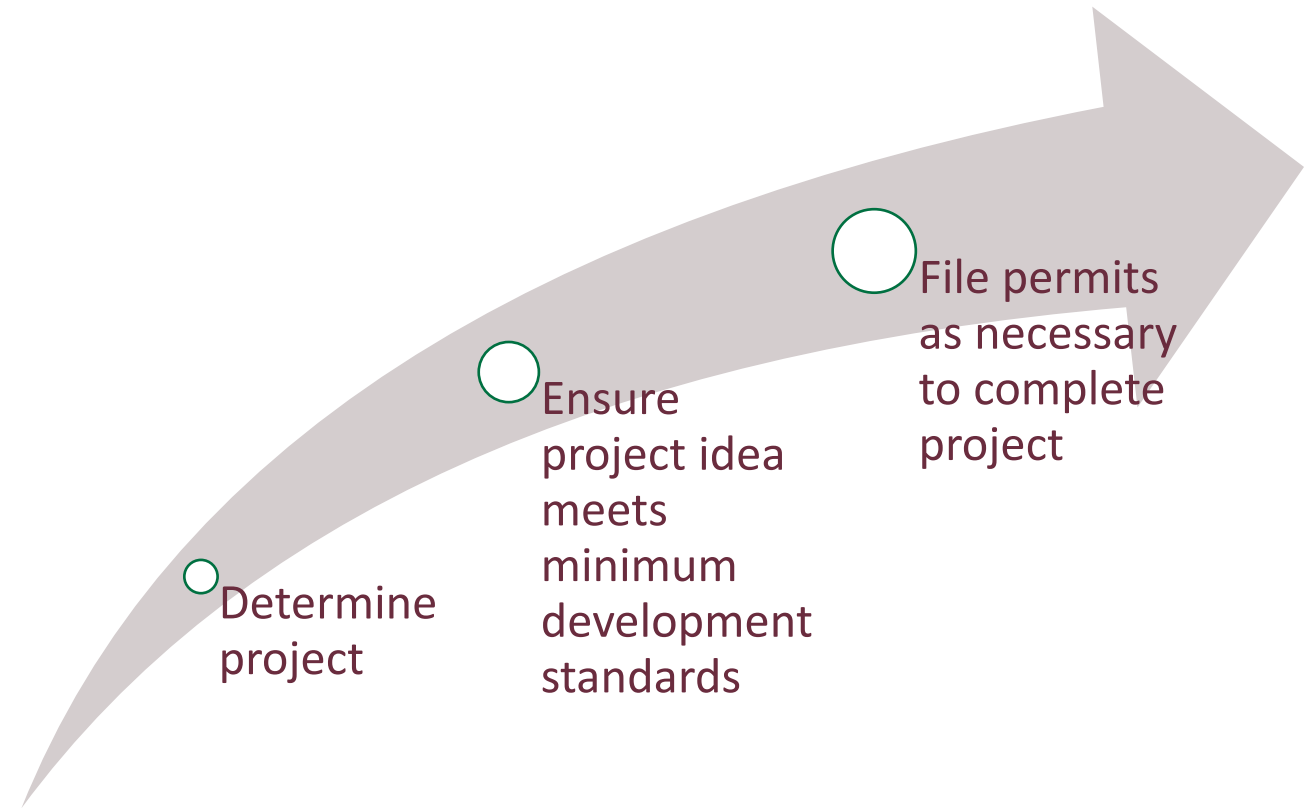 Determine
project
Ensure
project idea
meets
minimum
development
standards
File permits
as necessary
to complete
project